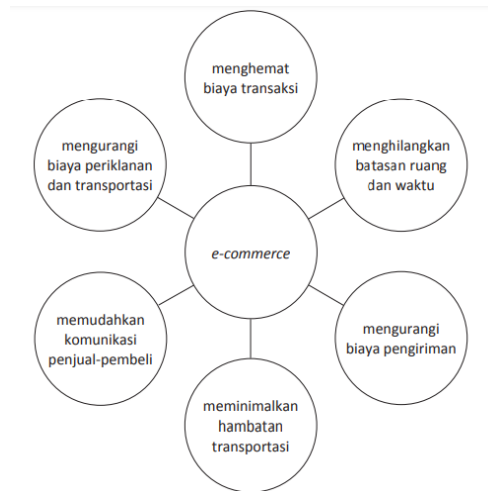 menghemat
biaya transaksi
mengurangi
biaya periklanan
dan transportasi
menghilangkan
batasan ruang
dan waktu
e-commerce
memudahkan
komunikasi
penjual-pembeli
mengurangi
biaya pengiriman
meminimalkan
hambatan
transportasi